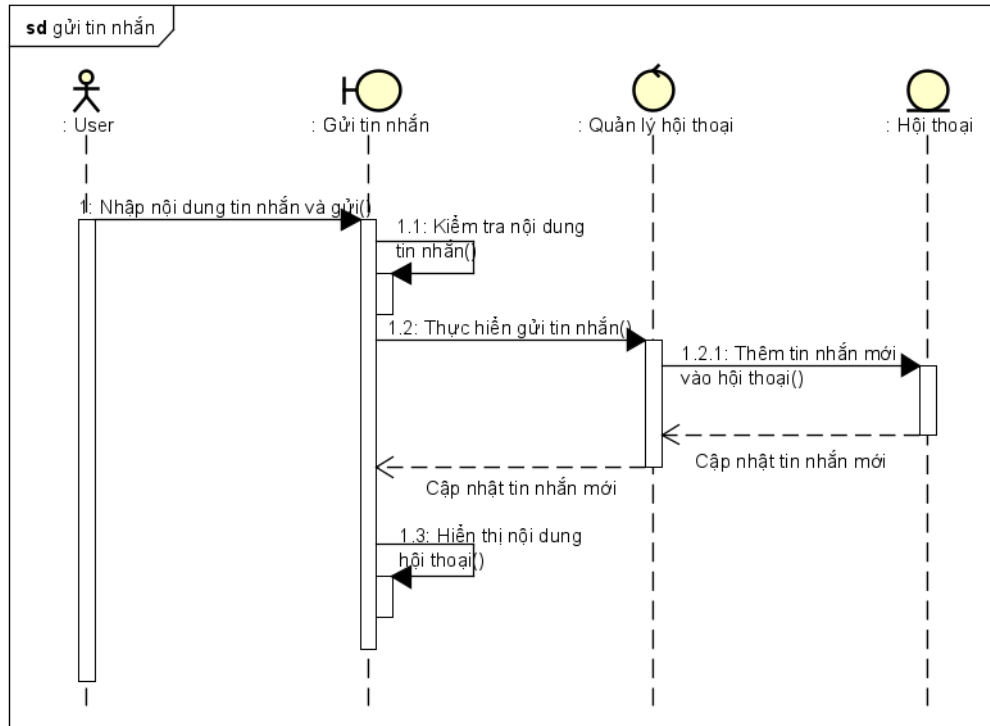 sd gửi tin nhắn
: User
: Gửi tin nhắn
: Quản lý hội thoại
: Hội thoại
1: Nhập nội dung tin nhắn và gửi()
1.1: Kiểm tra nội dung
tin nhắn()
1.2: Thực hiển gửi tin nhắn()
1.2.1: Thêm tin nhắn mới
vào hội thoại()
Cập nhật tin nhắn mới
Cập nhật tin nhắn mới
1.3: Hiển thị nội dung
hội thoại()